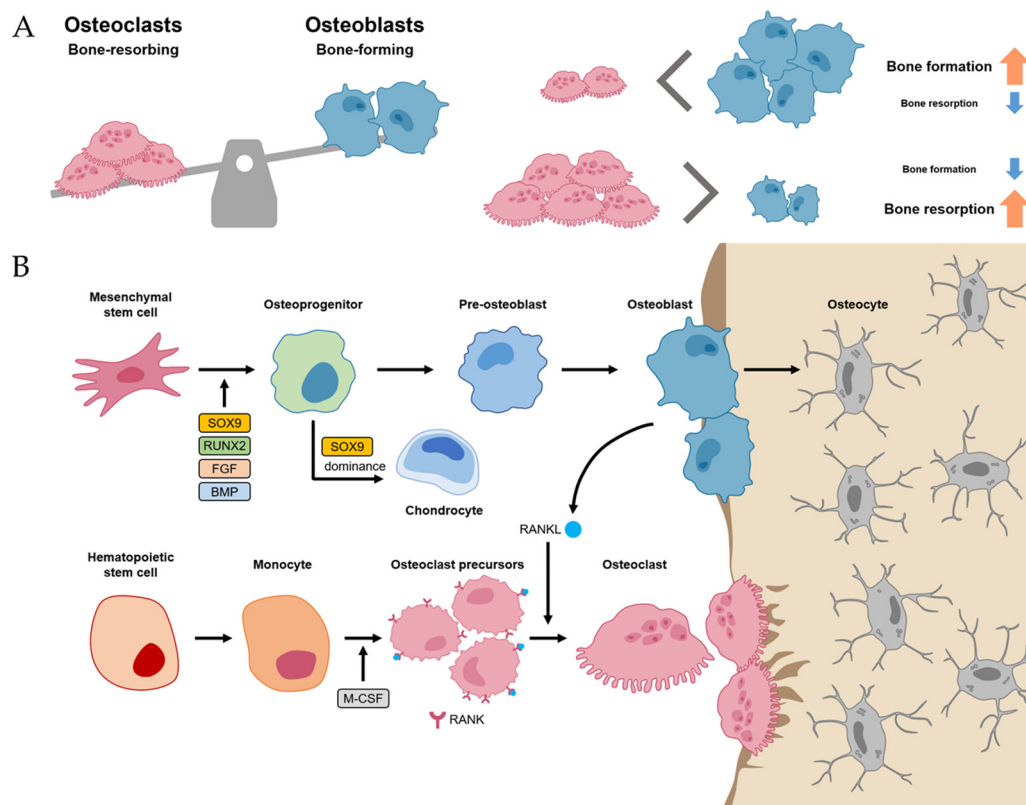 A
Osteoclasts
Bone-resorbing
Osteoblasts
Bone-forming
Bone formation
Bone resorption
Bone formation
Bone resorption
B
Mesenchymal
stem cell
Osteoprogenitor
Pre-osteoblast
Osteoblast
Osteocyte
SOX9
RUNX2
FGF
BMP
SOX9
dominance
Chondrocyte
RANKL
Hematopoietic
stem cell
Monocyte
Osteoclast precursors
Osteoclast
M-CSF
RANK